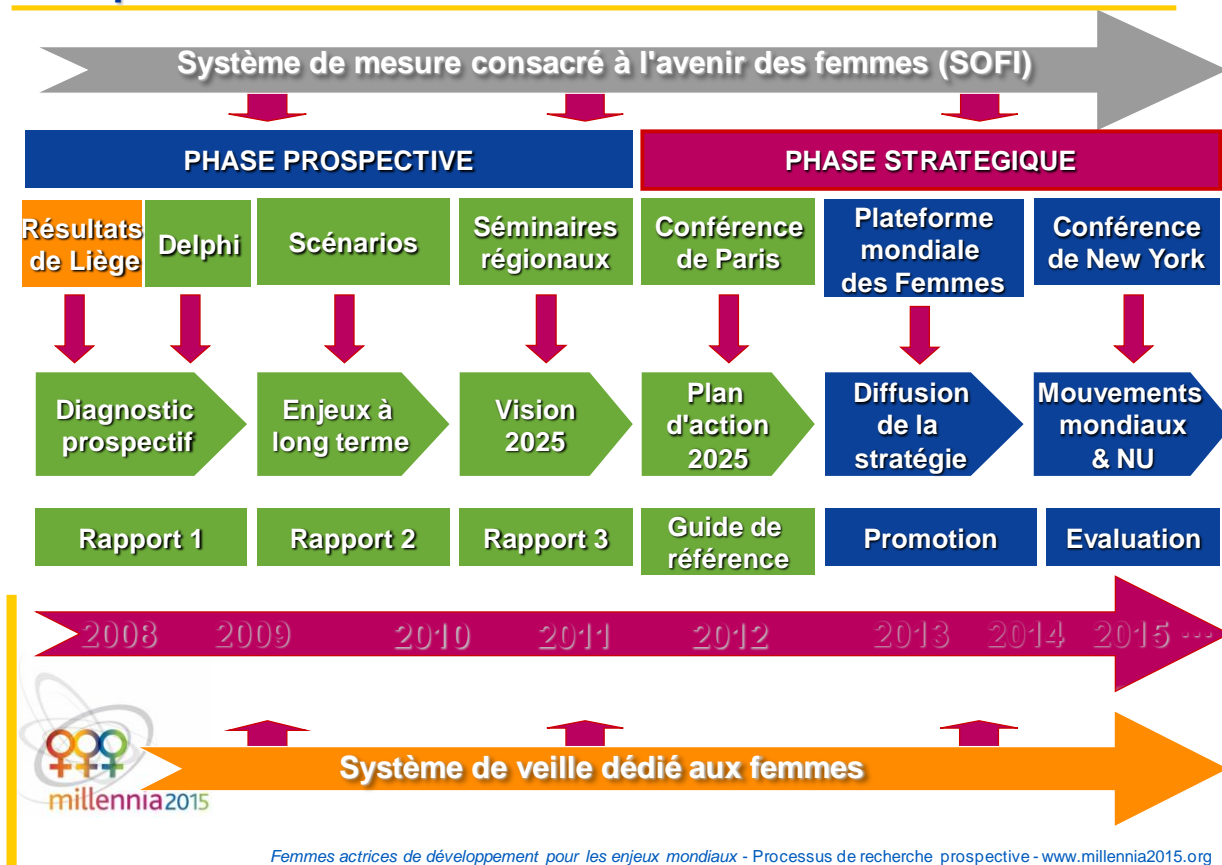 Système de mesure consacré à l'avenir des femmes (SOFI)
PHASE PROSPECTIVE
PHASE STRATEGIQUE
Résultats
de Liège
Delphi
Scénarios
Séminaires
régionaux
Conférence
de Paris
Plateforme
mondiale
des Femmes
Conférence
de New York
Diagnostic
prospectif
Enjeux à
long terme
Vision
2025
Plan
d'action
2025
Diffusion
de la
stratégie
Mouvements
mondiaux
& NU
Rapport 1
Rapport 2
Rapport 3
Guide de
référence
Promotion
Evaluation
2008 2009 2010 2011 2012 2013 2014 2015 ...
Système de veille dédié aux femmes
millennia2015
Femmes actrices de développement pour les enjeux mondiaux - Processus de recherche prospective - www.millennia2015.org